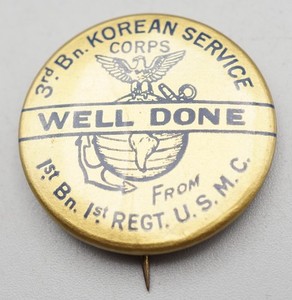 3rd. Bn. KOREAN SERVICE
CORPS
WELL DONE
FROM
1st Bn. 1st REGT. U.S.M.C.